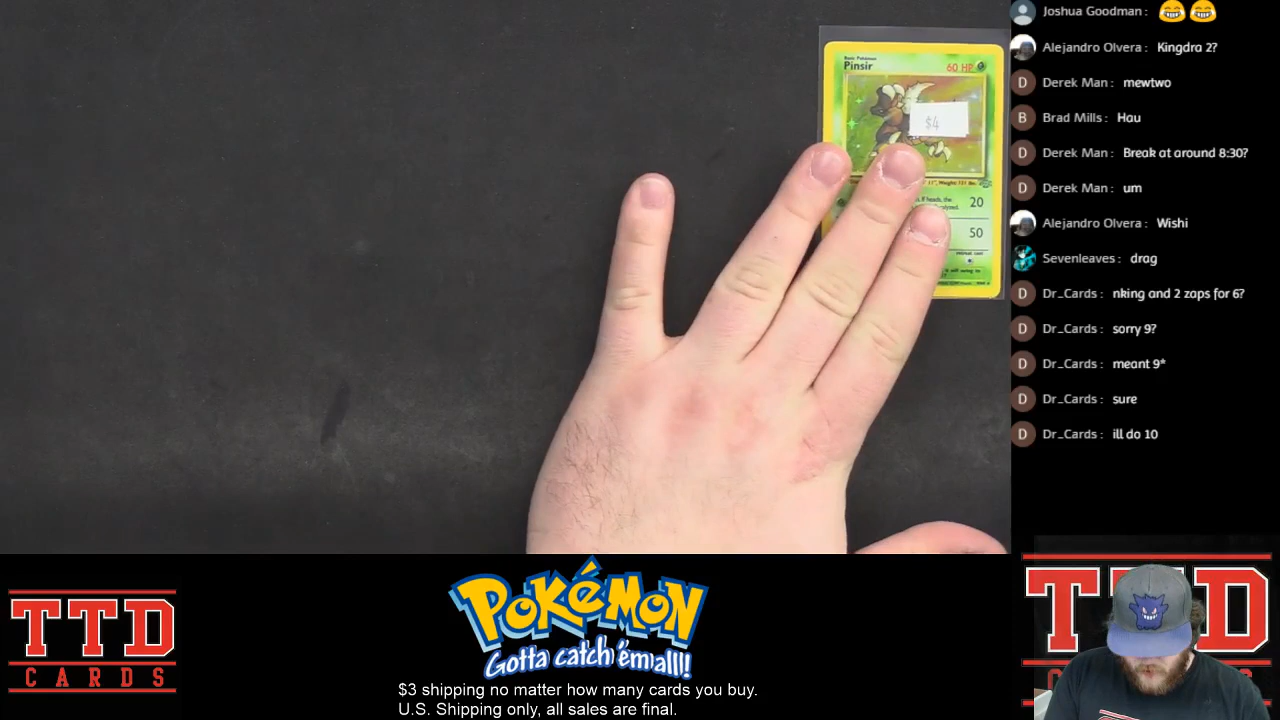 Basic Pokémon
Pinsir
60 HP
$4
20
50
Joshua Goodman :
Alejandro Olvera : Kingdra 2?
Derek Man : mewtwo
Brad Mills : Hau
Derek Man : Break at around 8:30?
Derek Man : um
Alejandro Olvera : Wishi
Sevenleaves : drag
Dr_Cards : nking and 2 zaps for 6?
Dr_Cards : sorry 9?
Dr_Cards : meant 9*
Dr_Cards : sure
Dr_Cards : ill do 10
TTD
CARDS
POKéMON
Gotta catch 'em all!!
$3 shipping no matter how many cards you buy.
U.S. Shipping only, all sales are final.